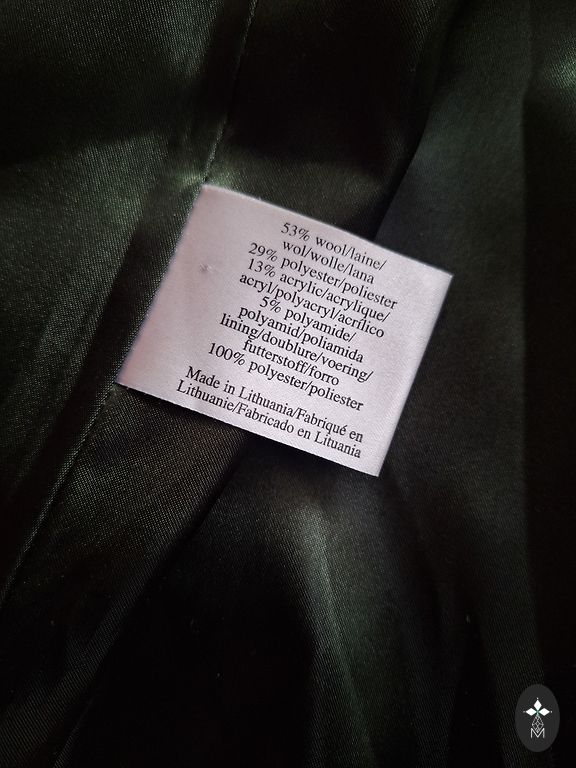 53% wool/laine/
wol/wolle/lana
29% polyester/poliester
13% acrylic/acrylique/
acryl/polyacryl/acrílico
5% polyamide/
polyamid/poliamida
lining/doublure/voering/
futterstoff/forro
100% polyester/poliester
Made in Lithuania/Fabriqué en
Lithuanie/Fabricado en Lituania
M